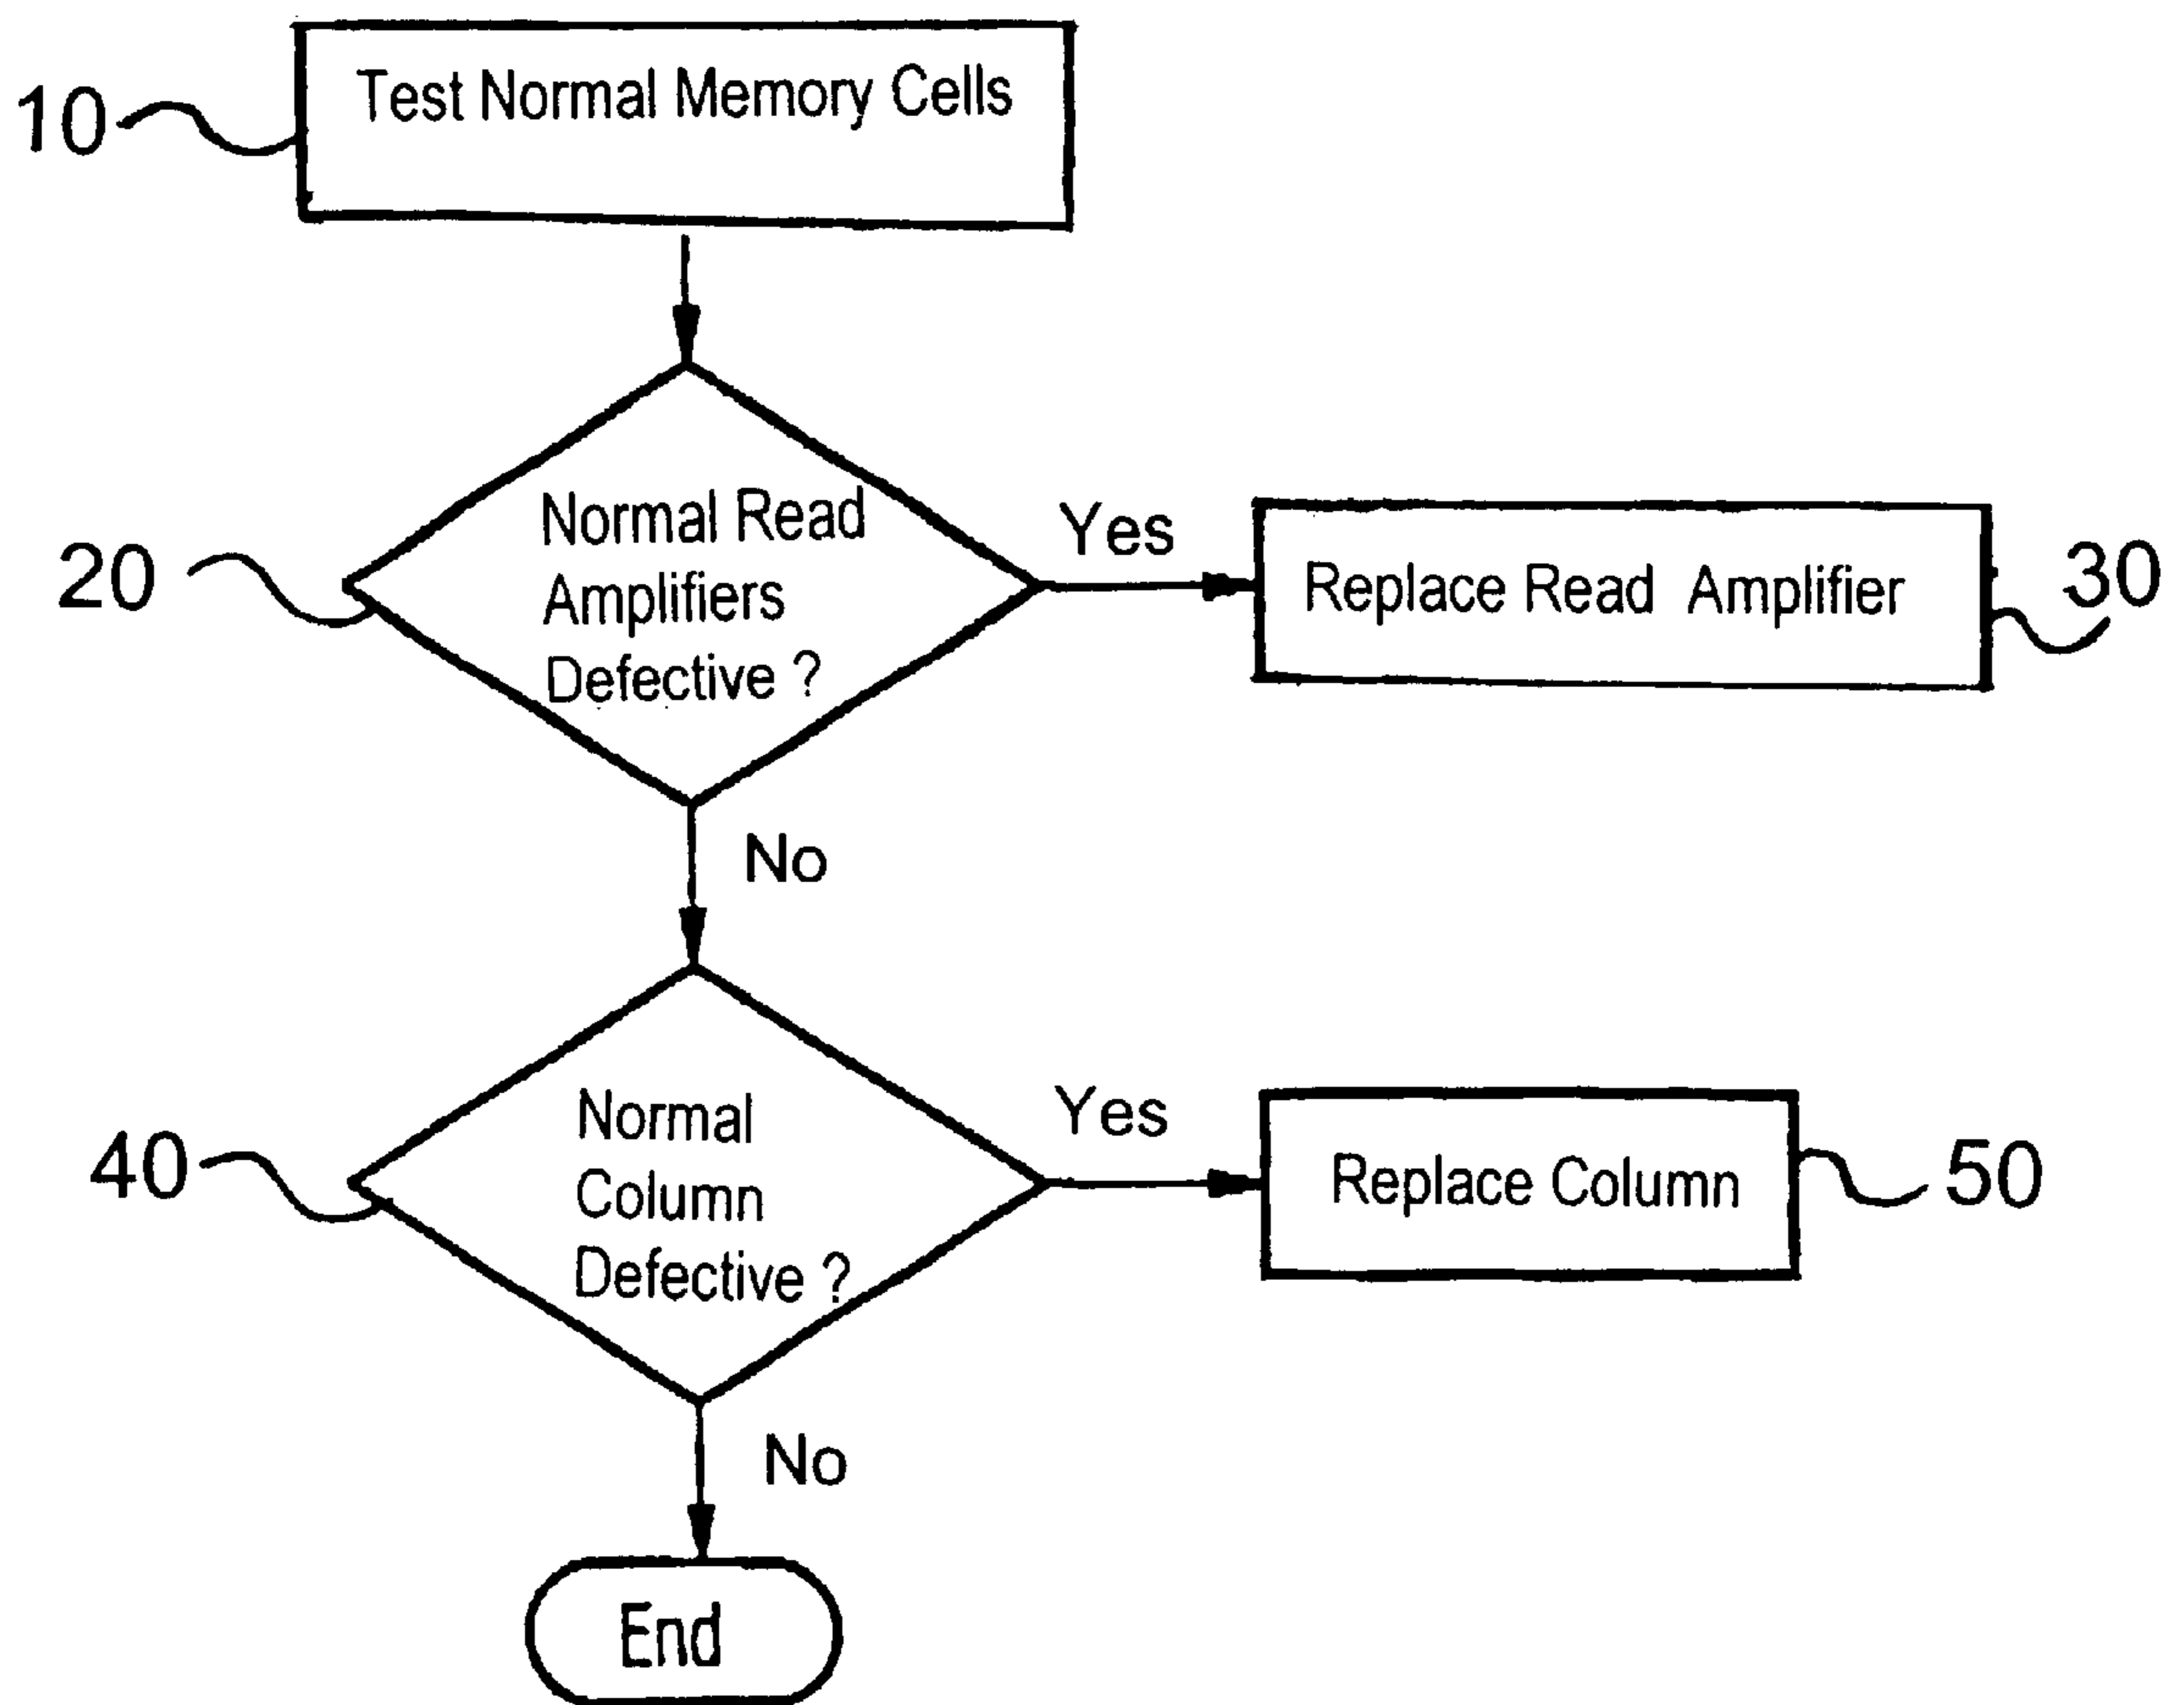 10
Test Normal Memory Cells
20
Normal Read
Amplifiers
Defective ?
Yes
Replace Read Amplifier
30
No
40
Normal
Column
Defective ?
Yes
Replace Column
50
No
End